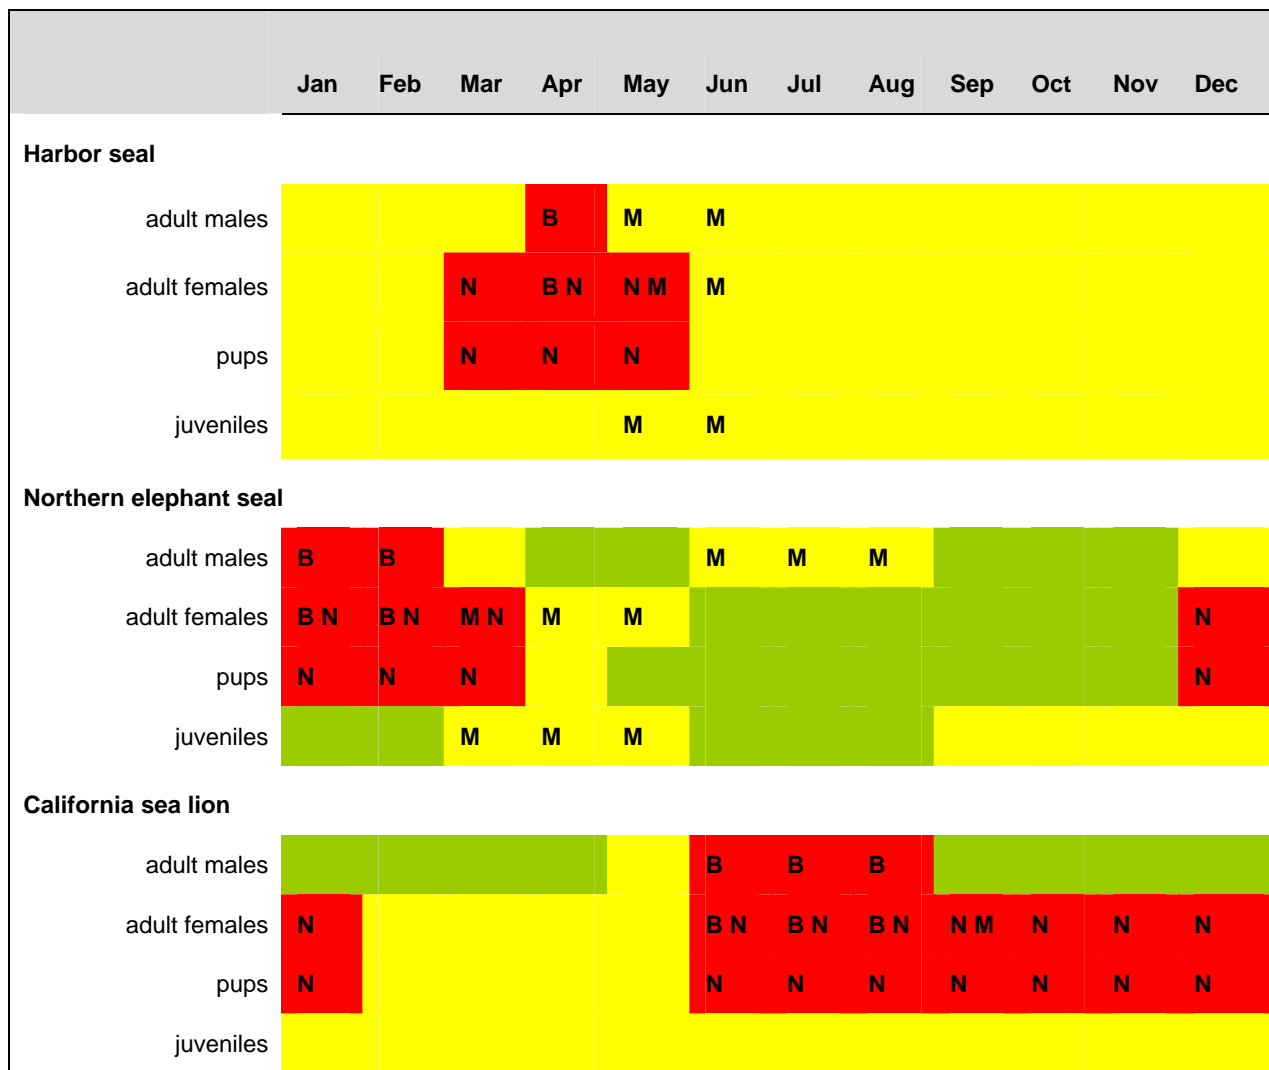 Jan Feb Mar Apr May Jun Jul Aug Sep Oct Nov Dec
Harbor seal
adult males B M M
adult females N B N N M M
pups N N N
juveniles M M
Northern elephant seal
adult males B B M M M
adult females B N B N M N M M N
pups N N N N
juveniles M M M
California sea lion
adult males B B B
adult females N B N B N B N N M N N N
pups N N N N N N N N
juveniles